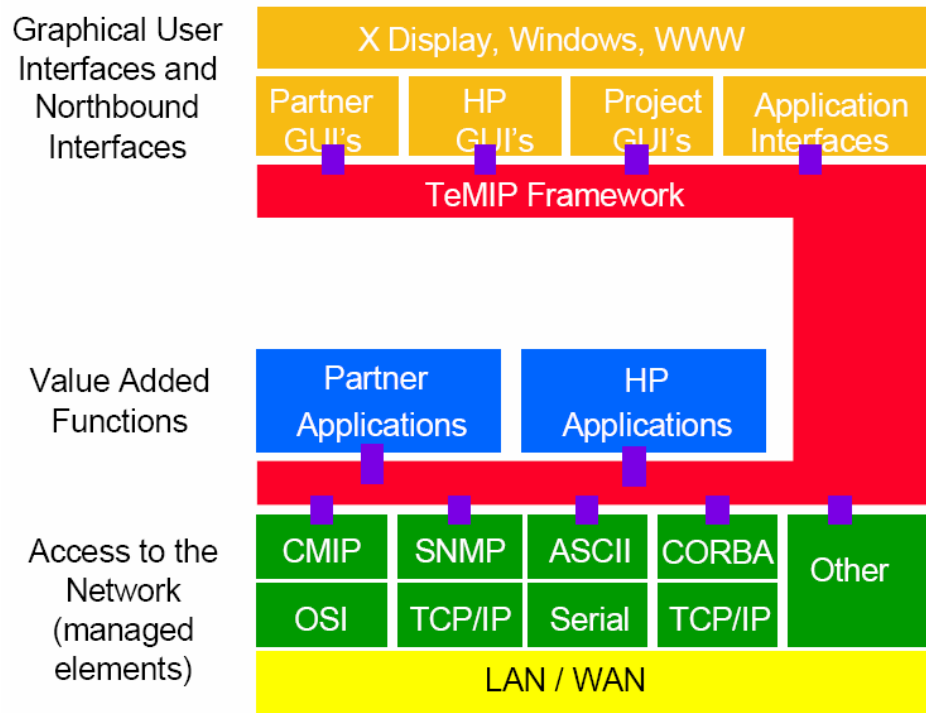 Graphical User
Interfaces and
Northbound
Interfaces
X Display, Windows, WWW
Partner
GUI's
HP
GUI's
Project
GUI's
Application
Interfaces
TeMIP Framework
Value Added
Functions
Partner
Applications
HP
Applications
Access to the
Network
(managed
elements)
CMIP
SNMP
ASCII
CORBA
Other
OSI
TCP/IP
Serial
TCP/IP
LAN / WAN